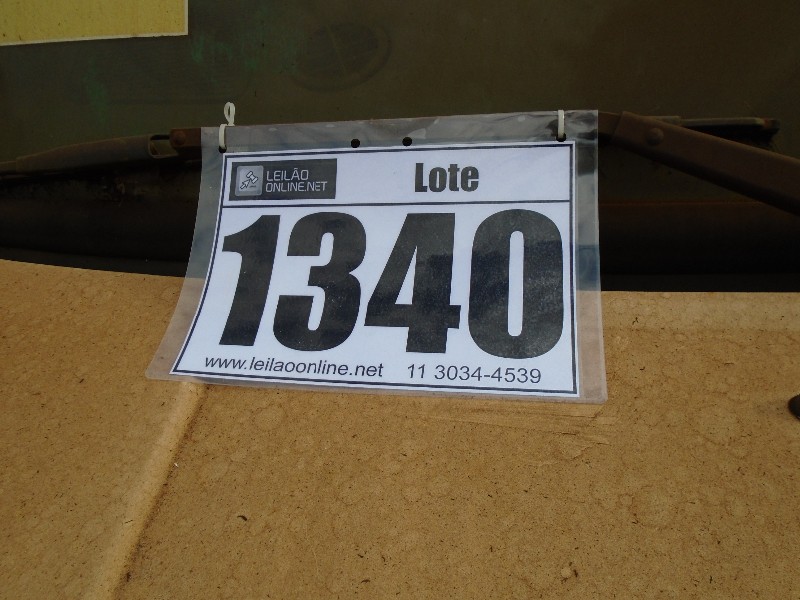 LEILÃO
ONLINE.NET
Lote
1340
www.leilaoonline.net 11 3034-4539